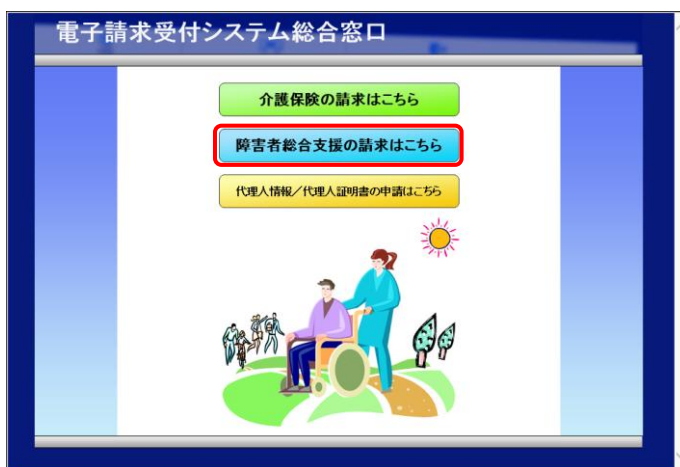 電子請求受付システム総合窓口
介護保険の請求はこちら
障害者総合支援の請求はこちら
代理人情報／代理人証明書の申請はこちら